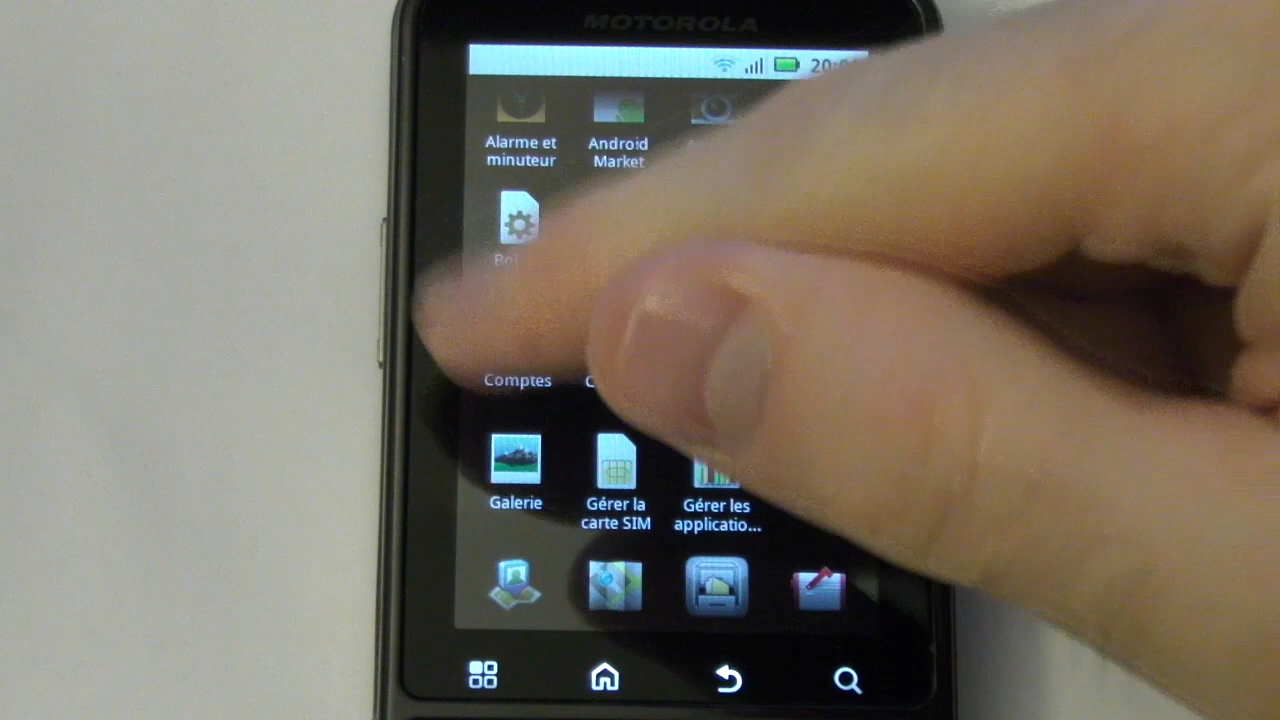 MOTOROLA
Alarme et
minuteur
Android
Market
Comptes
Galerie
Gérer la
carte SIM
Gérer les
applicatio...